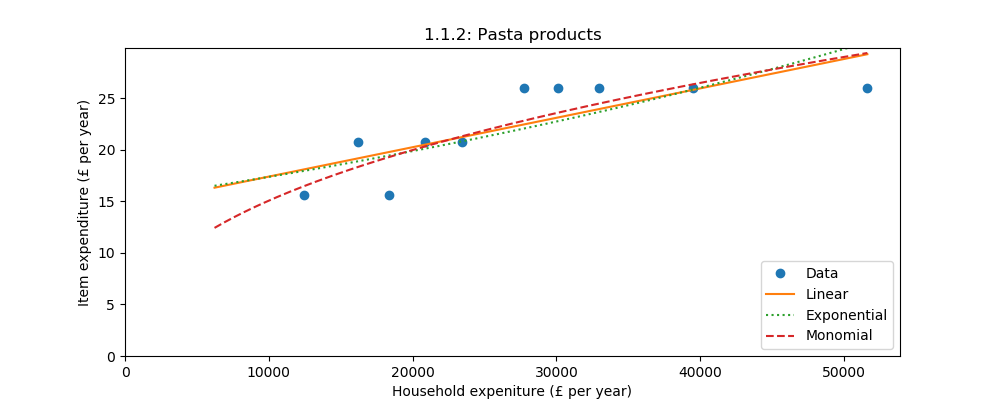 1.1.2: Pasta products
Item expenditure (£ per year)
25
20
15
10
5
0
0 10000 20000 30000 40000 50000
Household expeniture (£ per year)
Data
Linear
Exponential
Monomial